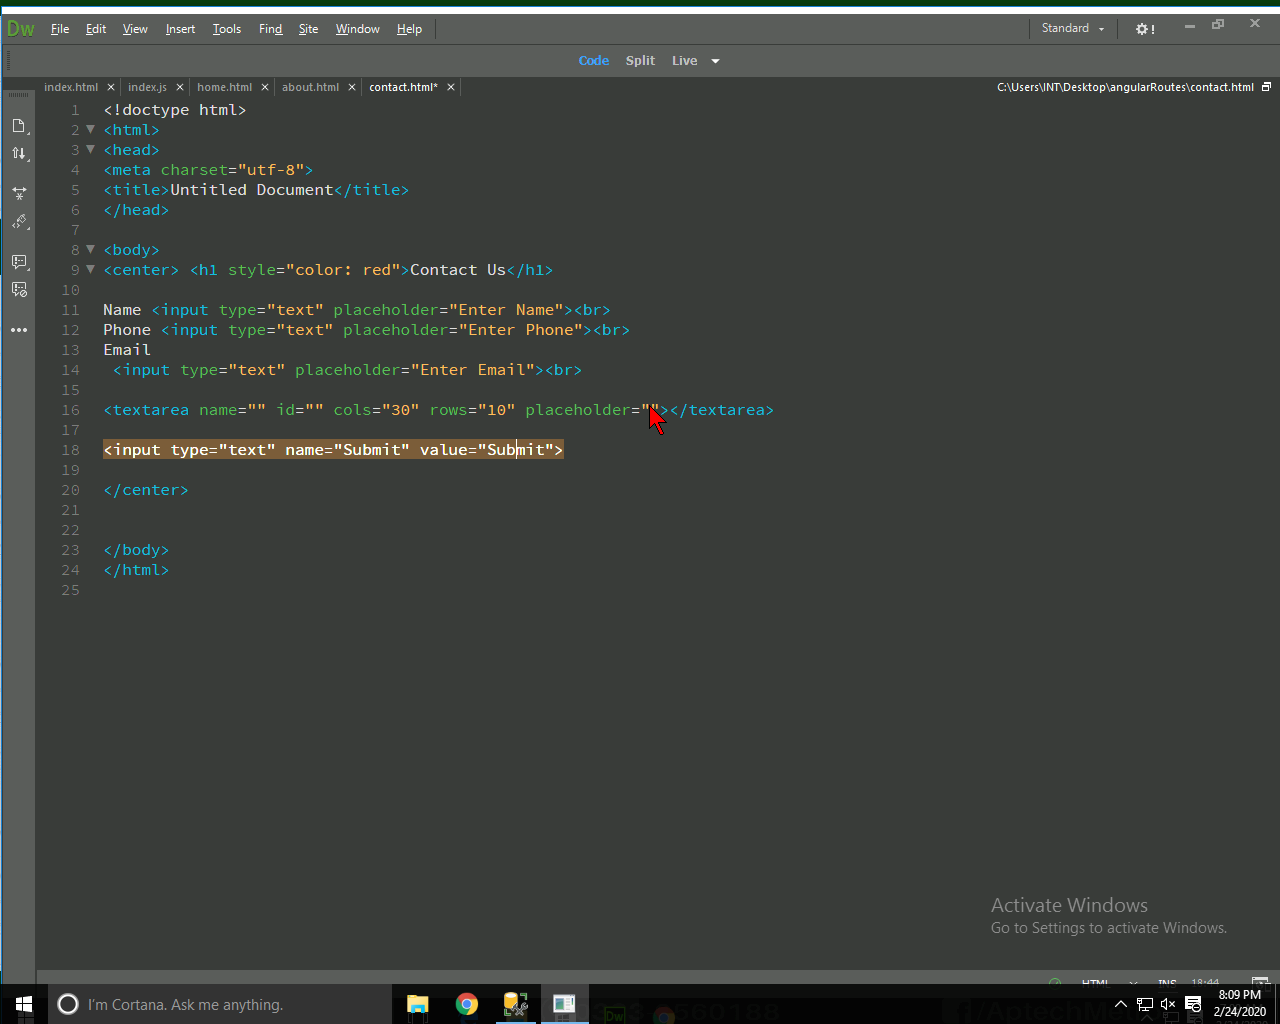 Dw File Edit View Insert Tools Find Site Window Help Standard
Code Split Live
index.html index.js home.html about.html contact.html* C:\Users\INT\Desktop\angularRoutes\contact.html
1 <!doctype html>
2 <html>
3 <head>
4 <meta charset="utf-8">
5 <title>Untitled Document</title>
6 </head>
7
8 <body>
9 <center> <h1 style="color: red">Contact Us</h1>
10
11 Name <input type="text" placeholder="Enter Name"><br>
12 Phone <input type="text" placeholder="Enter Phone"><br>
13 Email
14 <input type="text" placeholder="Enter Email"><br>
15
16 <textarea name="" id="" cols="30" rows="10" placeholder=""></textarea>
17
18 <input type="text" name="Submit" value="Submit">
19
20 </center>
21
22
23 </body>
24 </html>
25
Activate Windows
Go to Settings to activate Windows.
HTML INS 18:44
I'm Cortana. Ask me anything.
8:09 PM
2/24/2020